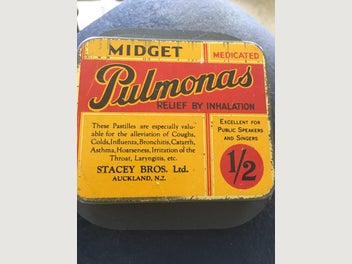 MIDGET
MEDICATED
Pulmonas
RELIEF BY INHALATION
These Pastilles are especially valu-
able for the alleviation of Coughs,
Colds, Influenza, Bronchitis, Catarrh,
Asthma, Hoarseness, Irritation of the
Throat, Laryngitis, etc.
STACEY BROS. Ltd.
AUCKLAND, N.Z.
EXCELLENT FOR
PUBLIC SPEAKERS
AND SINGERS
1/2